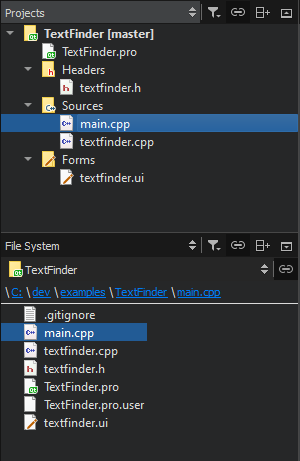 Projects
TextFinder [master]
TextFinder.pro
Headers
textfinder.h
Sources
main.cpp
textfinder.cpp
Forms
textfinder.ui
File System
TextFinder
\ C: \ dev \ examples \ TextFinder \ main.cpp
.gitignore
main.cpp
textfinder.cpp
textfinder.h
TextFinder.pro
TextFinder.pro.user
textfinder.ui